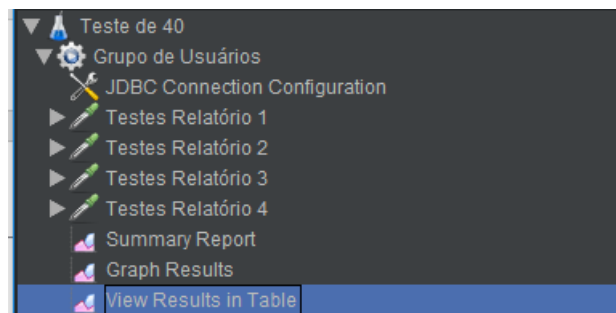 Teste de 40
Grupo de Usuários
JDBC Connection Configuration
Testes Relatório 1
Testes Relatório 2
Testes Relatório 3
Testes Relatório 4
Summary Report
Graph Results
View Results in Table